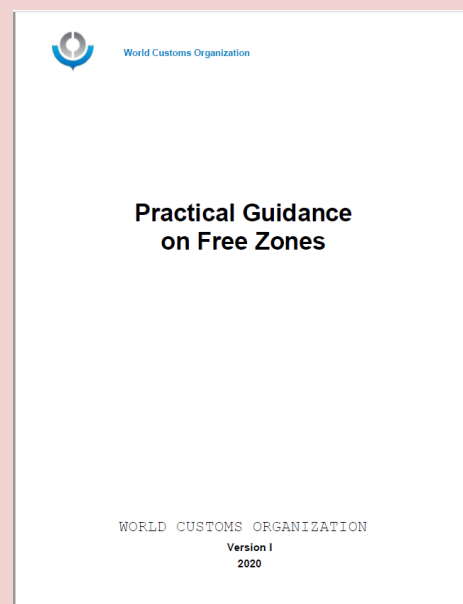 World Customs Organization
Practical Guidance
on Free Zones
WORLD CUSTOMS ORGANIZATION
Version I
2020